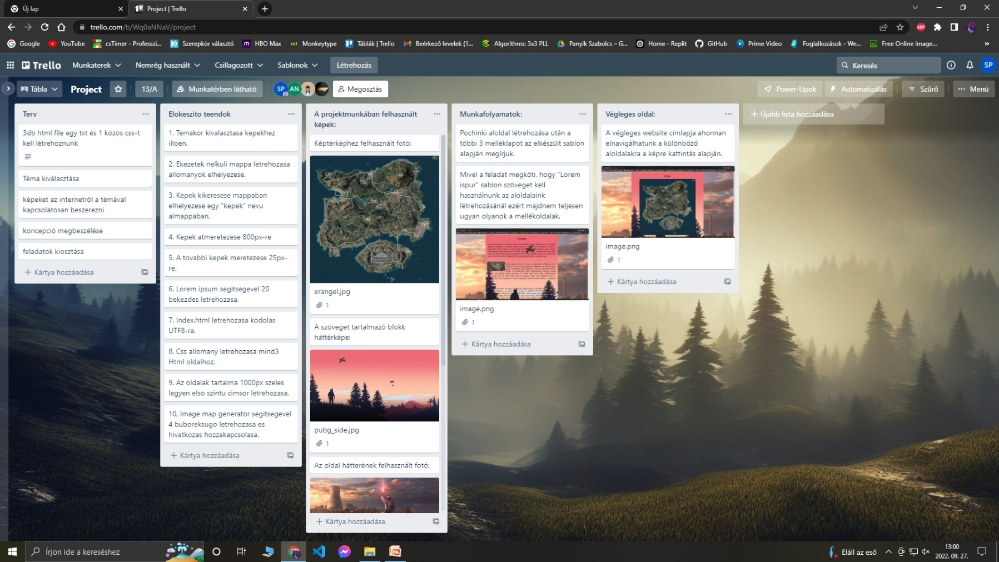 Új lap
Project | Trello
trello.com/b/Wq0aNNaV/project
ABP
Google
YouTube
csTimer - Professzi...
Szerepkör választó
HBO Max
Monkeytype
Táblák | Trello
Beérkező levelek (1...
Algorithms: 3x3 PLL
Panyik Szabolcs – G...
Home - Replit
GitHub
Prime Video
Foglalkozások - We...
Free Online Image...
Trello
Munkaterek
Nemrég használt
Csillagozott
Sablonok
Létrehozás
Keresés
SP
Tábla
Project
13/A
Munkatérben látható
SP
AN
Megosztás
Power-Upok
Automatizálás
Szűrő
Menü
Terv
3db html file egy txt és 1 közös css-t
kell létrehoznunk
Téma kiválasztása
képeket az internetről a témával
kapcsolatosan beszerezni
koncepció megbeszélése
feladatok kiosztása
Kártya hozzáadása
Elokeszito teendok
1. Temakor kivalasztasa kepekhez
illoen.
2. Ekezetek nelkuli mappa letrehozasa
allomanyok elhelyezese.
3. Kepek kikeresese mappaban
elhelyezese egy "kepek" nevu
almappaban.
4. Kepek atmeretezese 800px-re
5. A tovabbi kepek meretezese 25px-
re.
6. Lorem ipsum segitsegevel 20
bekezdes letrehozasa.
7. Index.html letrehozasa kodolas
UTF8-ra.
8. Css allomany letrehozasa mind3
Html oldalhoz.
9. Az oldalak tartalma 1000px szeles
legyen elso szintu cimsor letrehozasa,
10, Image map generator segitsegevel
4 buboreksugo letrehozasa es
hivatkozas hozzakapcsolasa.
Kártya hozzáadása
A projektmunkában felhasznált
képek:
Képtérképhez felhasznált fotó:
erangel.jpg
1
A szöveget tartalmazó blokk
háttérképe:
pubg_side.jpg
1
Az oldal hátterének felhasznált fotó:
Kártya hozzáadása
Munkafolyamatok:
Pochinki aloldal létrehozása után a
többi 3 melléklapot az elkészült sablon
alapján megírjuk.
Mivel a feladat megköti, hogy "Lorem
ispur" sablon szöveget kell
használnunk az aloldalaink
létrehozásánál ezért majdnem teljesen
ugyan olyanok a mellékoldalak.
image.png
1
Kártya hozzáadása
Végleges oldal:
A végleges website címlapja ahonnan
elnavigálhatunk a különböző
aloldalakra a képre kattintás alapján.
image.png
1
Kártya hozzáadása
Újabb lista hozzáadása
Írjon ide a kereséshez
Eláll az eső
13:00
2022. 09. 27.